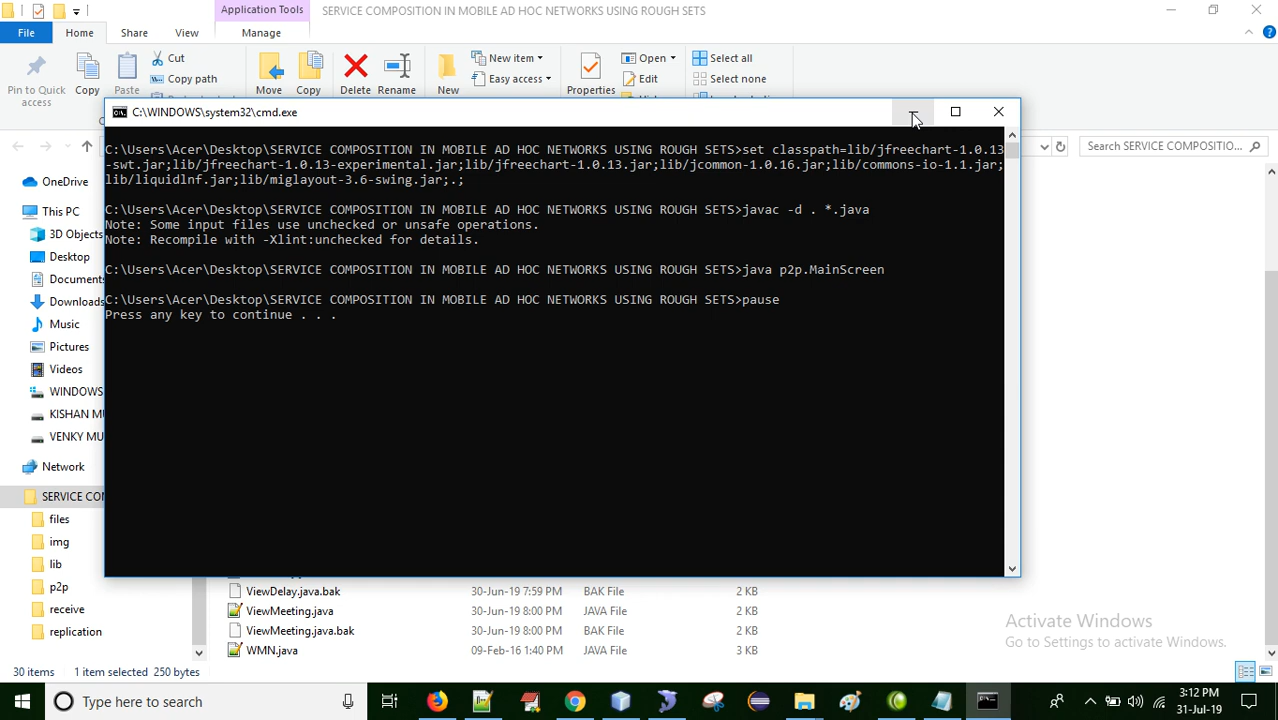 Application Tools
SERVICE COMPOSITION IN MOBILE AD HOC NETWORKS USING ROUGH SETS
File Home Share View Manage
Pin to Quick access
Copy
Paste
Cut
Copy path
Move
Copy
Delete
Rename
New item
Easy access
Properties
Open
Edit
Select all
Select none
C:\WINDOWS\system32\cmd.exe
Search SERVICE COMPOSITIO...
C:\Users\Acer\Desktop\SERVICE COMPOSITION IN MOBILE AD HOC NETWORKS USING ROUGH SETS>set classpath=lib/jfreechart-1.0.13
-swt.jar;lib/jfreechart-1.0.13-experimental.jar;lib/jfreechart-1.0.13.jar;lib/jcommon-1.0.16.jar;lib/commons-io-1.1.jar;
lib/liquidlnf.jar;lib/miglayout-3.6-swing.jar;.;
C:\Users\Acer\Desktop\SERVICE COMPOSITION IN MOBILE AD HOC NETWORKS USING ROUGH SETS>javac -d . *.java
Note: Some input files use unchecked or unsafe operations.
Note: Recompile with -Xlint:unchecked for details.
C:\Users\Acer\Desktop\SERVICE COMPOSITION IN MOBILE AD HOC NETWORKS USING ROUGH SETS>java p2p.MainScreen
C:\Users\Acer\Desktop\SERVICE COMPOSITION IN MOBILE AD HOC NETWORKS USING ROUGH SETS>pause
Press any key to continue . . .
OneDrive
This PC
3D Objects
Desktop
Documents
Downloads
Music
Pictures
Videos
WINDOWS
KISHAN MU
VENKY MU
Network
SERVICE COM
files
img
lib
p2p
receive
replication
ViewDelay.java.bak 30-Jun-19 7:59 PM BAK File 2 KB
ViewMeeting.java 30-Jun-19 8:00 PM JAVA File 2 KB
ViewMeeting.java.bak 30-Jun-19 8:00 PM BAK File 2 KB
WMN.java 09-Feb-16 1:40 PM JAVA File 3 KB
Activate Windows
Go to Settings to activate Windows.
30 items 1 item selected 250 bytes
Type here to search
3:12 PM
31-Jul-19